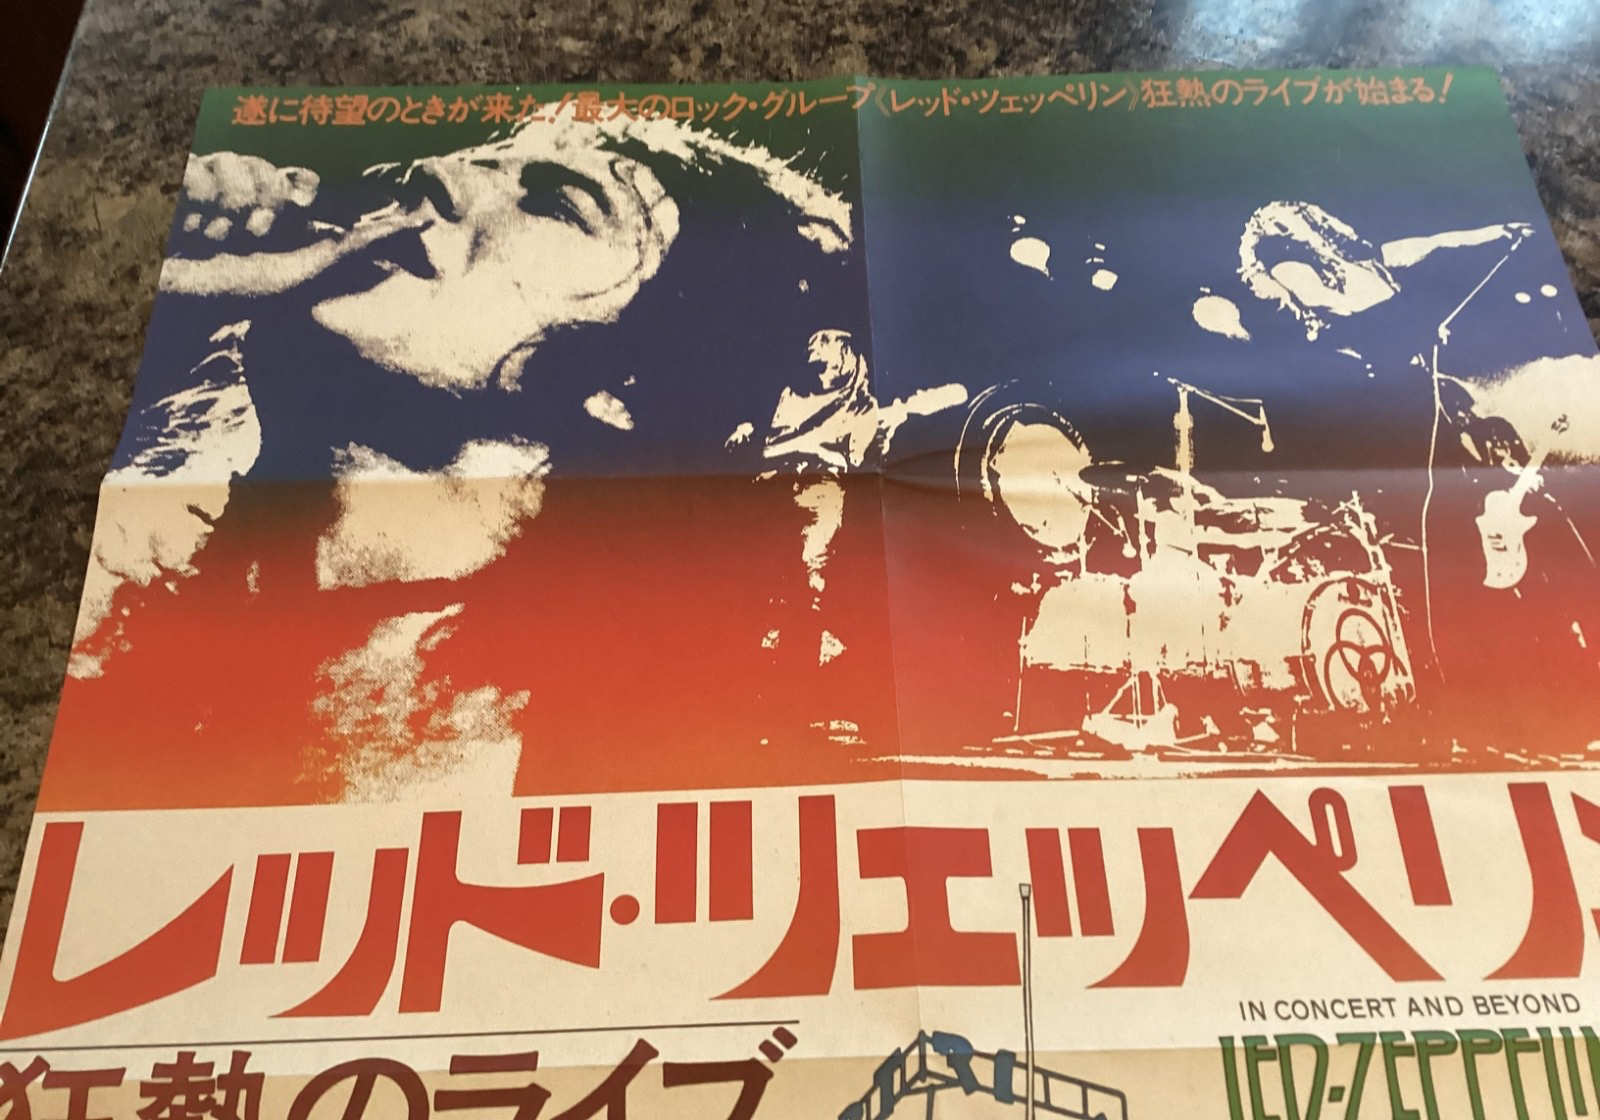 遂に待望のときが来た!最大のロック・グループ《レッド・ツェッペリン》狂熱のライブが始まる!
レッド・ツェッペリン
IN CONCERT AND BEYOND
狂熱のライブ
LED-ZEPPELIN